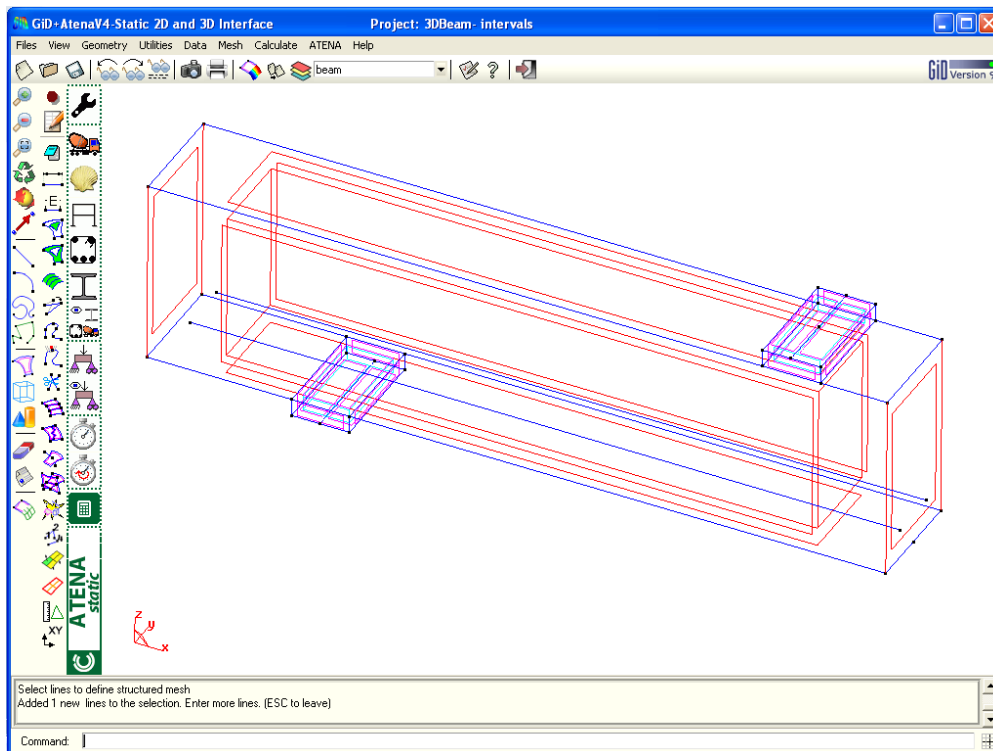 GiD+AtenaV4-Static 2D and 3D Interface Project: 3DBeam- intervals
Files View Geometry Utilities Data Mesh Calculate ATENA Help
beam
GiD Version
E
ATENA
static
XY
z
y
x
Select lines to define structured mesh
Added 1 new lines to the selection. Enter more lines. (ESC to leave)
Command: